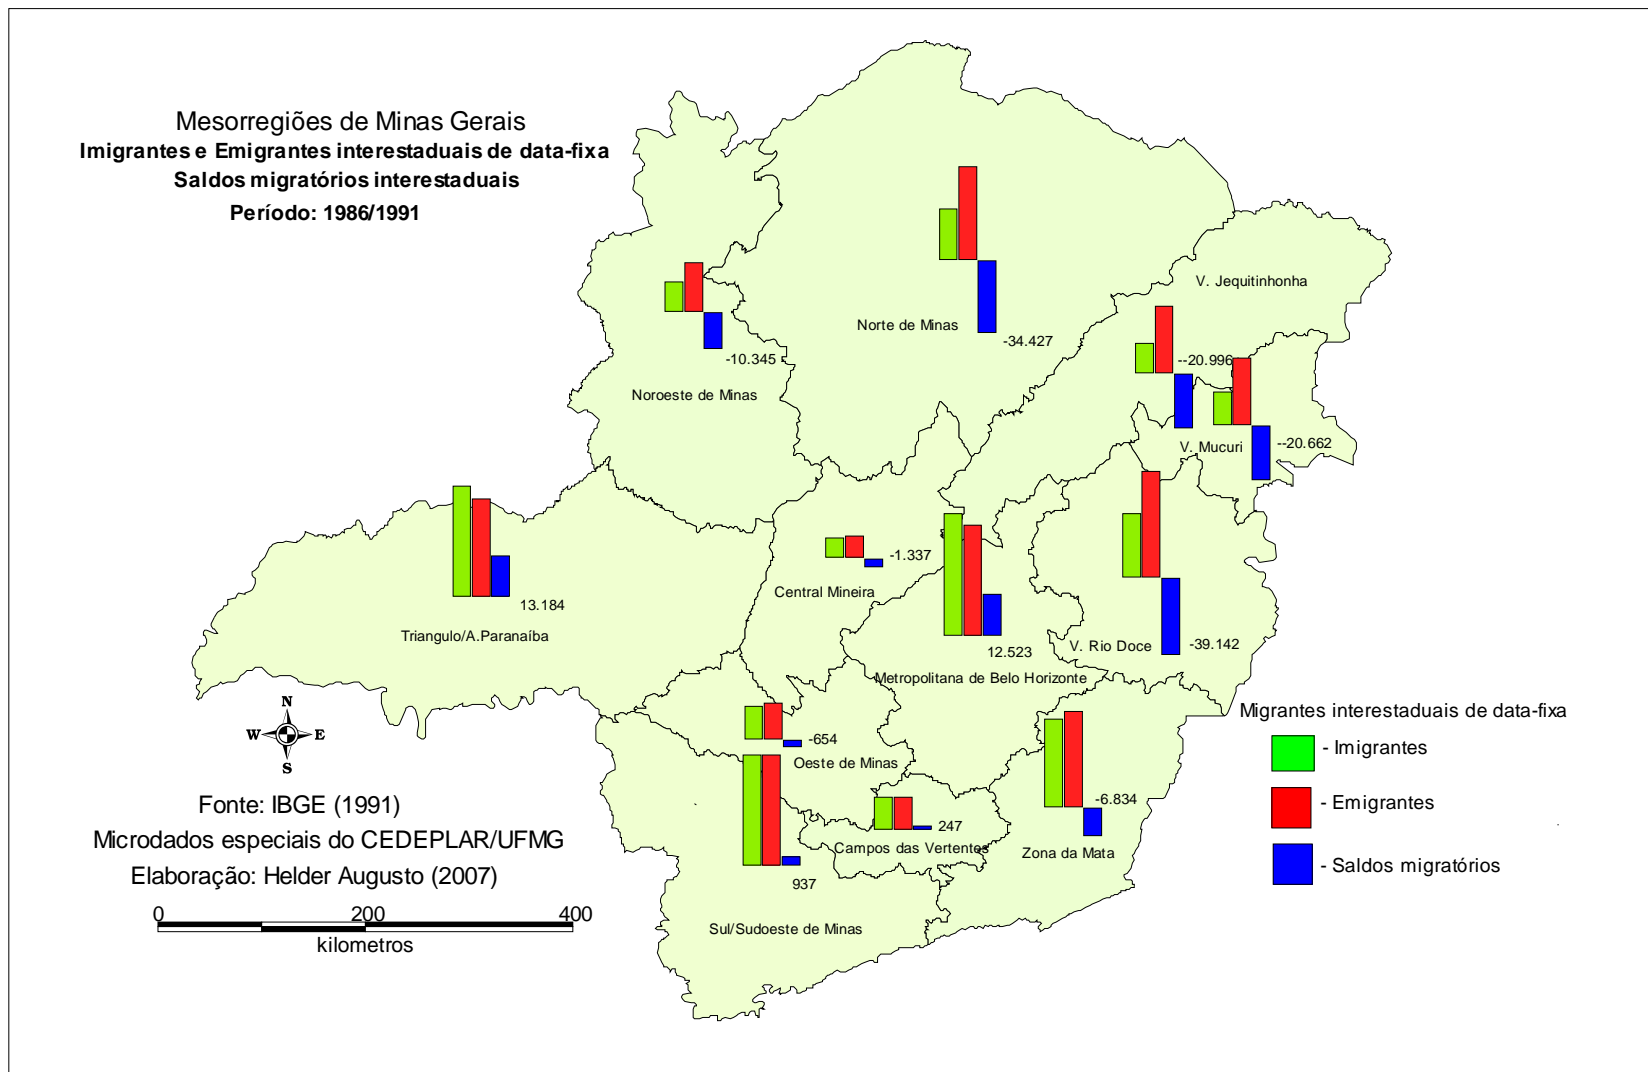 Mesorregiões de Minas Gerais
Imigrantes e Emigrantes interestaduais de data-fixa
Saldos migratórios interestaduais
Período: 1986/1991
V. Jequitinhonha
Norte de Minas
-34.427
-10.345
--20.996
Noroeste de Minas
V. Mucuri
--20.662
-1.337
Central Mineira
13.184
Triangulo/A.Paranaíba
12.523
V. Rio Doce
-39.142
Metropolitana de Belo Horizonte
N
W
E
S
-654
Oeste de Minas
-6.834
247
Campos das Vertentes
Zona da Mata
937
Sul/Sudoeste de Minas
Migrantes interestaduais de data-fixa
- Imigrantes
- Emigrantes
- Saldos migratórios
Fonte: IBGE (1991)
Microdados especiais do CEDEPLAR/UFMG
Elaboração: Helder Augusto (2007)
0 200 400
kilometros